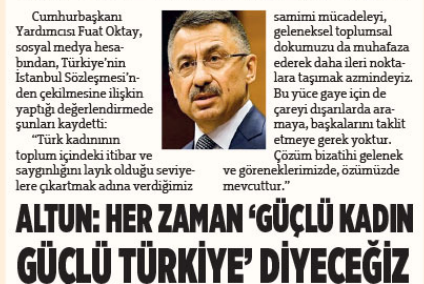 Cumhurbaşkanı
Yardımcısı Fuat Oktay,
sosyal medya hesa-
bından, Türkiye'nin
İstanbul Sözleşmesi'n-
den çekilmesine ilişkin
yaptığı değerlendirmede
şunları kaydetti:
"Türk kadınının
toplum içindeki itibar ve
saygınlığını layık olduğu seviye-
lere çıkartmak adına verdiğimiz
samimi mücadeleyi,
geleneksel toplumsal
dokumuzu da muhafaza
ederek daha ileri nokta-
lara taşımak azmindeyiz.
Bu yüce gaye için de
çareyi dışarılarda ara-
maya, başkalarını taklit
etmeye gerek yoktur.
Çözüm bizatihi gelenek
ve göreneklerimizde, özümüzde
mevcuttur."
ALTUN: HER ZAMAN 'GÜÇLÜ KADIN
GÜÇLÜ TÜRKİYE' DİYECEĞİZ